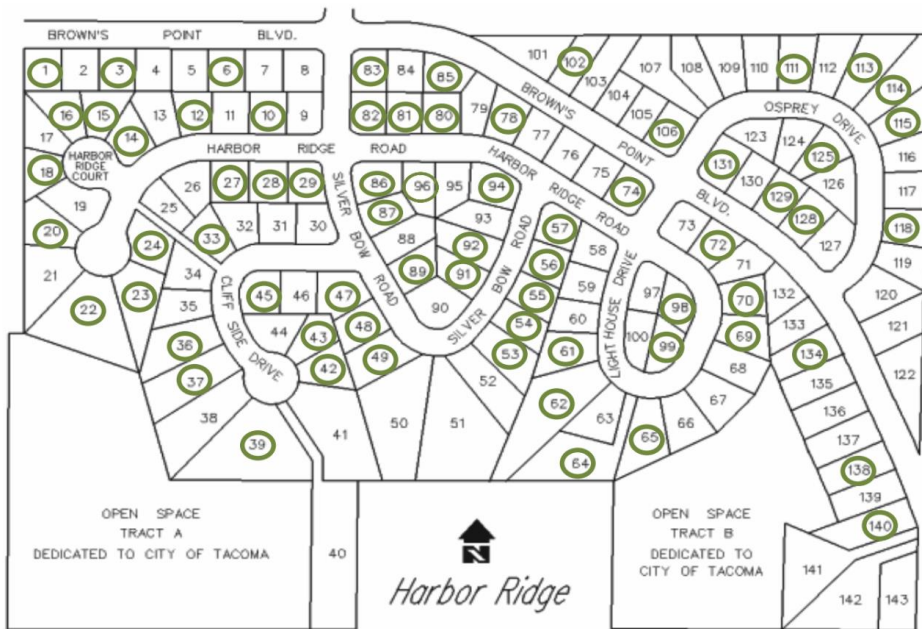 BROWN'S POINT BLVD.
1 2 3 4 5 6 7 8
83 84 85
101 102 103 104 105 106 107 108 109 110 111 112 113 114 115 116 117 118 119 120 121 122
16 15 14 13 12 11 10 9
82 81 80 79 78 77 76 75 74
BROWN'S POINT BLVD.
OSPREY DRIVE
123 124 125 126 127 128 129 130 131
17 18 19 20 21 22 23 24
HARBOR
RIDGE
COURT
HARBOR RIDGE ROAD
HARBOR RIDGE ROAD
25 26 27 28 29
33 32 31 30
34 35 36 37 38 39
CLIFF SIDE DRIVE
45 46 47 48 49
44 43 42 41
SILVER BOW ROAD
86 96 95 94
87 88 89 90 91 92 93
SILVER BOW ROAD
50 51 52 53 54 55 56 57
58 59 60 61 62 63 64
LIGHT HOUSE DRIVE
97 98 99 100
65 66 67 68 69 70 71 72 73
132 133 134 135 136 137 138 139 140
141 142 143
OPEN SPACE
TRACT A
DEDICATED TO CITY OF TACOMA
40
N
Harbor Ridge
OPEN SPACE
TRACT B
DEDICATED TO
CITY OF TACOMA